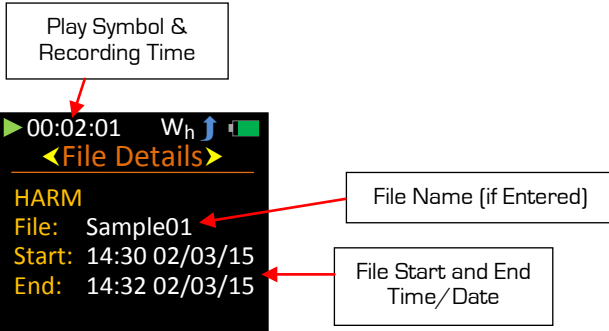 Play Symbol &
Recording Time
00:02:01 Wh
File Details
HARM
File: Sample01
Start: 14:30 02/03/15
End: 14:32 02/03/15
File Name (if Entered)
File Start and End
Time/Date